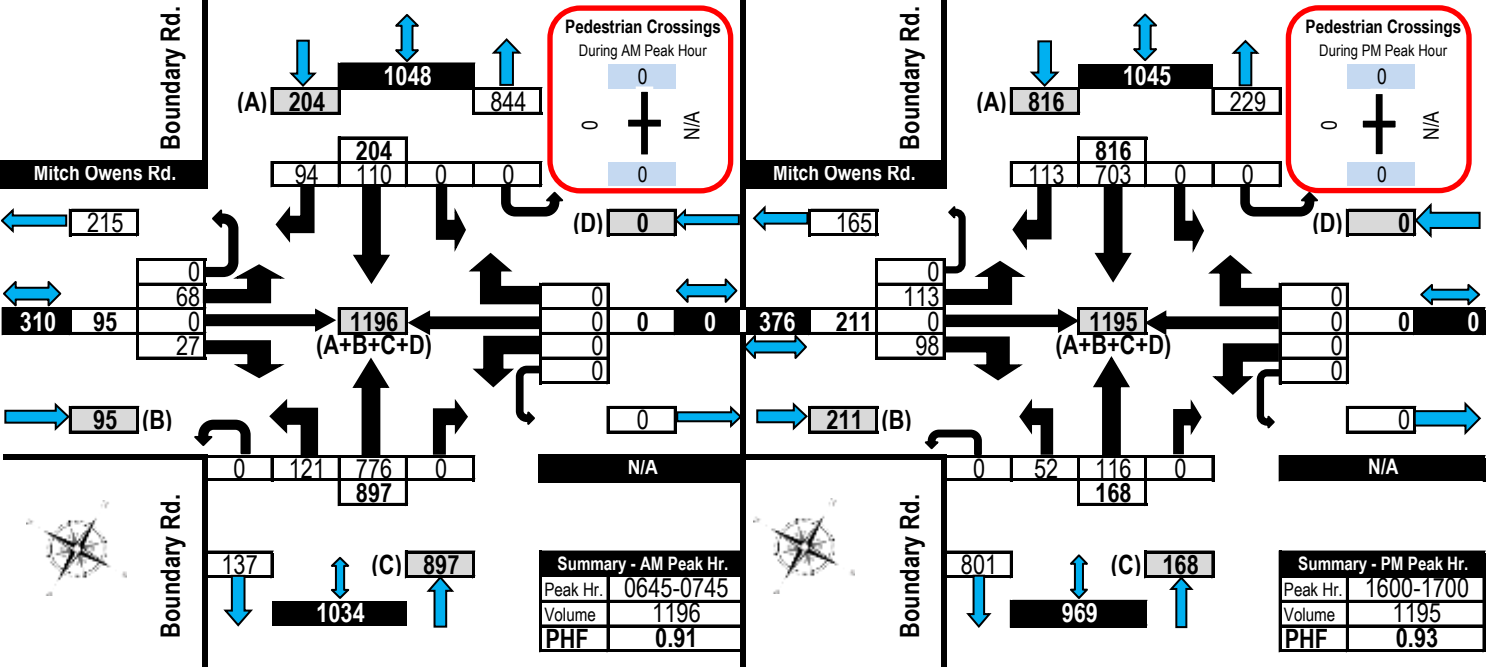 Boundary Rd.
Pedestrian Crossings
During AM Peak Hour
0
0
N/A
0
1048
(A) 204
844
204
94 110 0 0
Mitch Owens Rd.
215
(D) 0
0
68
310 95 0
27
1196
(A+B+C+D)
0
0 0 0
0
0
95 (B)
0
0 121 776 0
897
N/A
Boundary Rd.
137
(C) 897
1034
Summary - AM Peak Hr.
Peak Hr. 0645-0745
Volume 1196
PHF 0.91
Boundary Rd.
Pedestrian Crossings
During PM Peak Hour
0
0
N/A
0
1045
(A) 816
229
816
113 703 0 0
Mitch Owens Rd.
165
(D) 0
0
113
376 211 0
98
1195
(A+B+C+D)
0
0 0 0
0
0
211 (B)
0
0 52 116 0
168
N/A
Boundary Rd.
801
(C) 168
969
Summary - PM Peak Hr.
Peak Hr. 1600-1700
Volume 1195
PHF 0.93